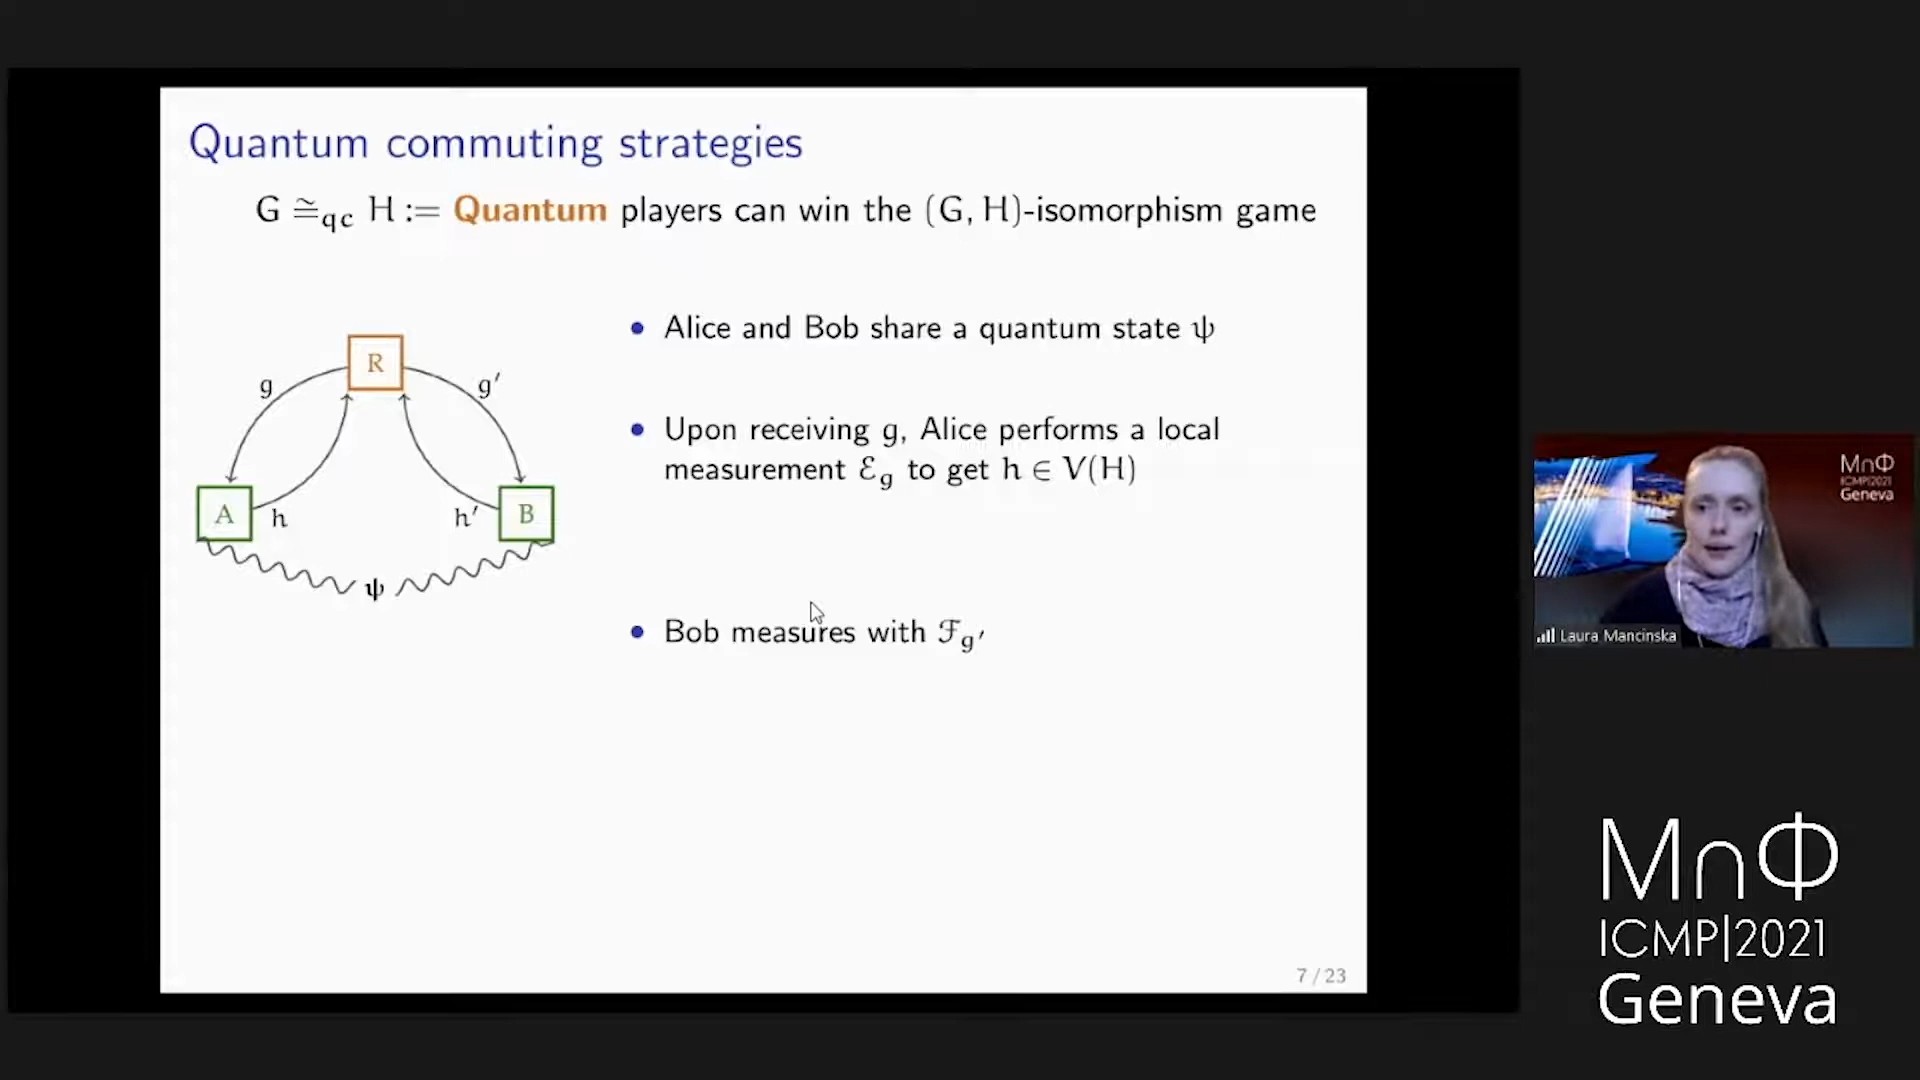 Quantum commuting strategies
G ≅qc H := Quantum players can win the (G, H)-isomorphism game
R
g
g′
A
h
h′
B
ψ
• Alice and Bob share a quantum state ψ
• Upon receiving g, Alice performs a local
measurement ℰg to get h ∈ V(H)
• Bob measures with ℱg′
7 / 23
MnΦ
ICMP|2021
Geneva
Laura Mancinska
M∩Φ
ICMP|2021
Geneva